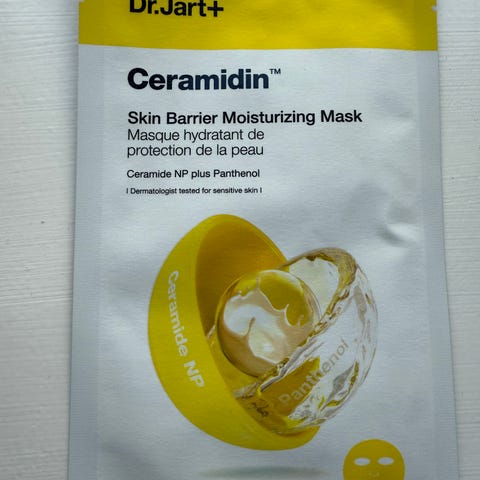 Dr.Jart+
Ceramidin™
Skin Barrier Moisturizing Mask
Masque hydratant de
protection de la peau
Ceramide NP plus Panthenol
I Dermatologist tested for sensitive skin I
Ceramide NP
Panthenol